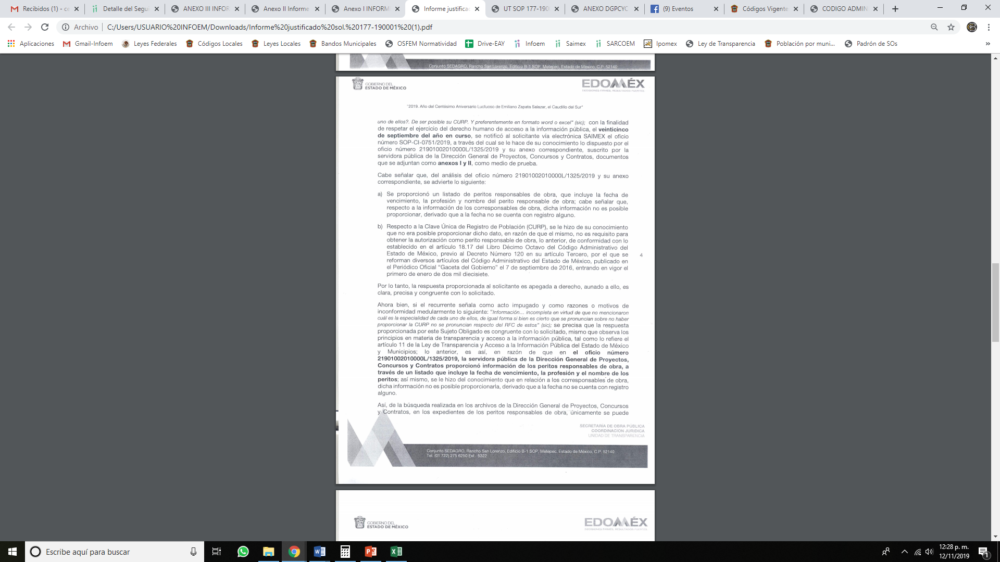 Recibidos (1) - ce
Detalle del Segui
ANEXO III INFOR
Anexo II Informe
Anexo I INFORM
Informe justificac
UT SOP 177-190
ANEXO DGPCYC
(9) Eventos
Códigos Vigente
CODIGO ADMIN
Archivo
C:/Users/USUARIO%20INFOEM/Downloads/Informe%20justificado%20sol.%20177-190001%20(1).pdf
Aplicaciones
Gmail-Infoem
Leyes Federales
Códigos Locales
Leyes Locales
Bandos Municipales
OSFEM Normatividad
Drive-EAY
Infoem
Saimex
SARCOEM
Ipomex
Ley de Transparencia
Población por muni...
Padrón de SOs
»
Conjunto SEDAGRO, Rancho San Lorenzo, Edificio B-1 SOP, Metepec, Estado de México, C.P. 52140
GOBIERNO DEL
ESTADO DE MÉXICO
EDOMÉX
DECISIONES FIRMES, RESULTADOS FUERTES.
"2019. Año del Centésimo Aniversario Luctuoso de Emiliano Zapata Salazar, el Caudillo del Sur"
uno de ellos?. De ser posible su CURP. Y preferentemente en formato word o excel" (sic); con la finalidad
de respetar el ejercicio del derecho humano de acceso a la información pública, el veinticinco
de septiembre del año en curso, se notificó al solicitante vía electrónica SAIMEX el oficio
número SOP-CI-0751/2019, a través del cual se le hace de su conocimiento lo dispuesto por el
oficio número 21901002010000L/1325/2019 y su anexo correspondiente, suscrito por la
servidora pública de la Dirección General de Proyectos, Concursos y Contratos, documentos
que se adjuntan como anexos I y II, como medio de prueba.
Cabe señalar que, del análisis del oficio número 21901002010000L/1325/2019 y su anexo
correspondiente, se advierte lo siguiente:
a) Se proporcionó un listado de peritos responsables de obra, que incluye la fecha de
vencimiento, la profesión y nombre del perito responsable de obra; cabe señalar que,
respecto a la información de los corresponsables de obra, dicha información no es posible
proporcionar, derivado que a la fecha no se cuenta con registro alguno.
b) Respecto a la Clave Única de Registro de Población (CURP), se le hizo de su conocimiento
que no era posible proporcionar dicho dato, en razón de que el mismo, no es requisito para
obtener la autorización como perito responsable de obra, lo anterior, de conformidad con lo
establecido en el artículo 18.17 del Libro Décimo Octavo del Código Administrativo del
Estado de México, previo al Decreto Número 120 en su artículo Tercero, por el que se
reforman diversos artículos del Código Administrativo del Estado de México, publicado en
el Periódico Oficial "Gaceta del Gobierno" el 7 de septiembre de 2016, entrando en vigor el
primero de enero de dos mil diecisiete.
4
Por lo tanto, la respuesta proporcionada al solicitante es apegada a derecho, aunado a ello, es
clara, precisa y congruente con lo solicitado.
Ahora bien, si el recurrente señala como acto impugado y como razones o motivos de
inconformidad medularmente lo siguiente: "Información... incompleta en virtud de que no mencionaron
cuál es la especialidad de cada uno de ellos, de igual forma si bien es cierto que se pronuncian sobre no haber
proporcionar la CURP no se pronuncian respecto del RFC de estos" (sic); se precisa que la respuesta
proporcionada por este Sujeto Obligado es congruente con lo solicitado, mismo que observa los
principios en materia de transparencia y acceso a la información pública, tal como lo refiere el
artículo 11 de la Ley de Transparencia y Acceso a la Información Pública del Estado de México
y Municipios; lo anterior, es así, en razón de que en el oficio número
21901002010000L/1325/2019, la servidora pública de la Dirección General de Proyectos,
Concursos y Contratos proporcionó información de los peritos responsables de obra, a
través de un listado que incluye la fecha de vencimiento, la profesión y el nombre de los
peritos; así mismo, se le hizo del conocimiento que en relación a los corresponsables de obra,
dicha información no es posible proporcionarla, derivado que a la fecha no se cuenta con registro
alguno.
Así, de la búsqueda realizada en los archivos de la Dirección General de Proyectos, Concursos
y Contratos, en los expedientes de los peritos responsables de obra, únicamente se puede
SECRETARIA DE OBRA PÚBLICA
COORDINACION JURIDICA
UNIDAD DE TRANSPARENCIA
Conjunto SEDAGRO, Rancho San Lorenzo, Edificio B-1 SOP, Metepec, Estado de México, C.P. 52140
Tel. (01 722) 275 6250 Ext. 5322
GOBIERNO DEL
ESTADO DE MÉXICO
EDOMÉX
DECISIONES FIRMES, RESULTADOS FUERTES.
Escribe aquí para buscar
12:28 p. m.
12/11/2019
1